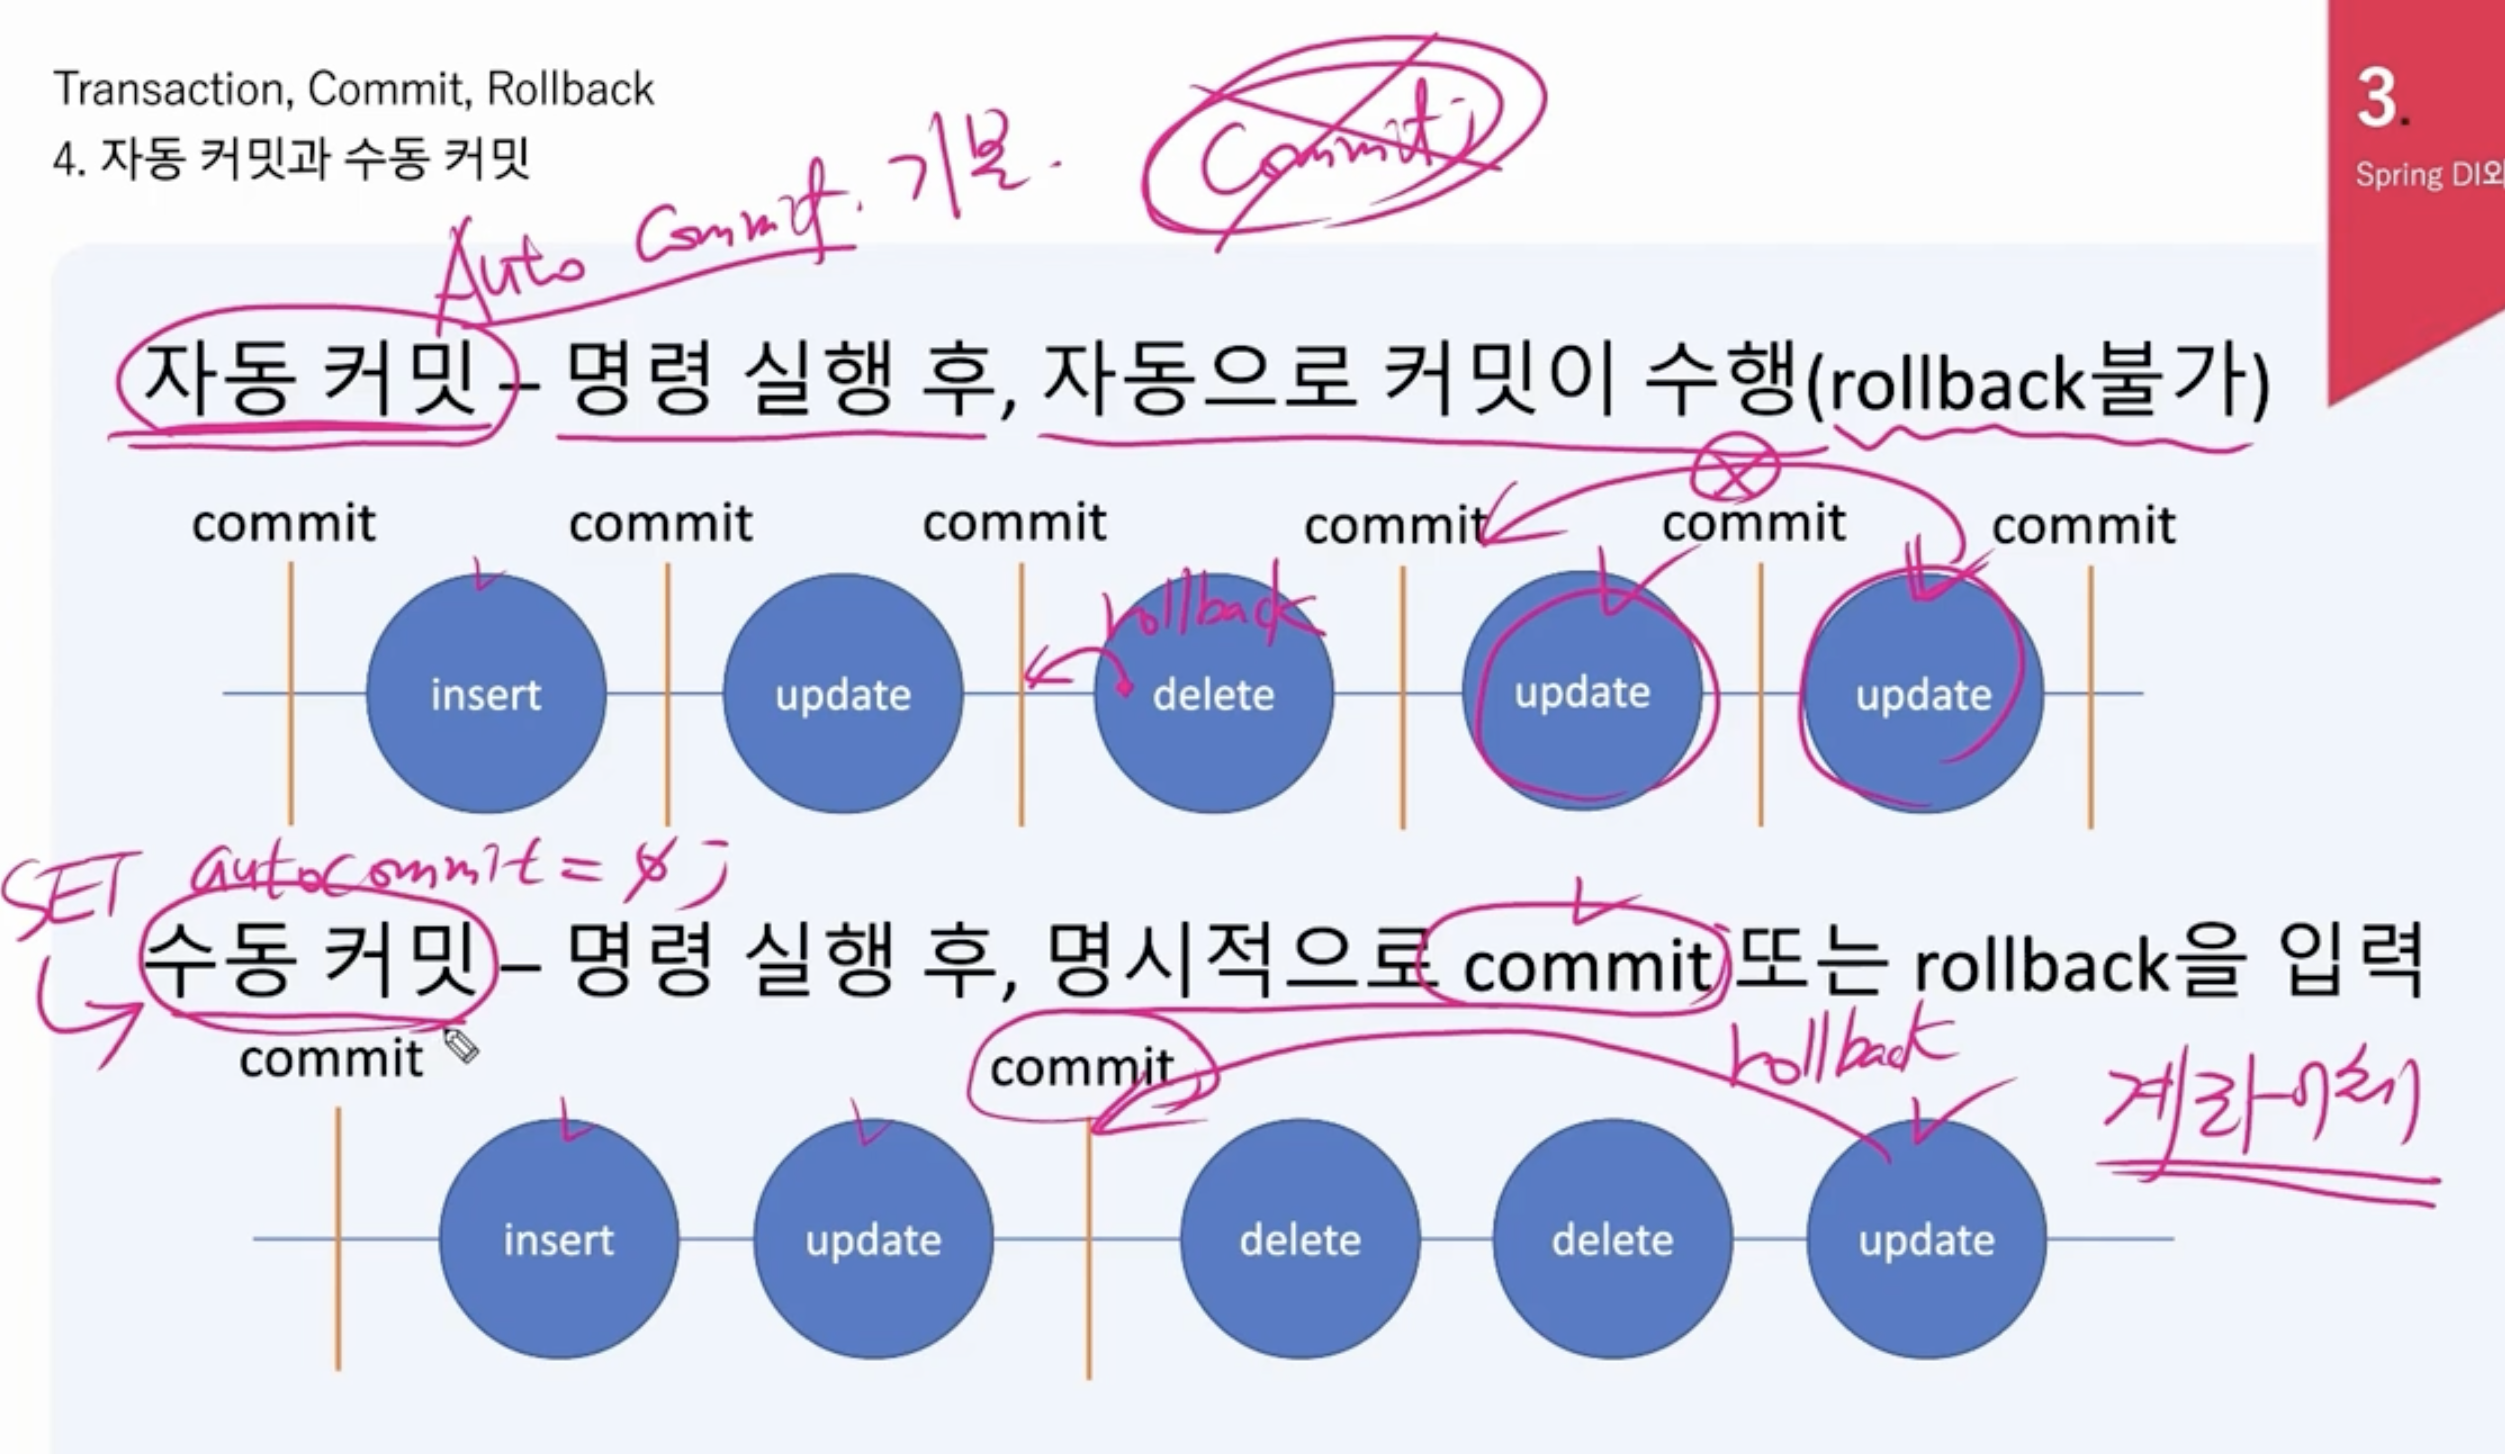 Transaction, Commit, Rollback
4. 자동 커밋과 수동 커밋
3.
Spring DI와
Auto Commit. 기본.
Commit;
자동 커밋 – 명령 실행 후, 자동으로 커밋이 수행(rollback불가)
commit commit commit commit commit commit
rollback
insert update delete update update
SET autocommit = 0;
수동 커밋 – 명령 실행 후, 명시적으로 commit 또는 rollback을 입력
rollback
commit commit
계좌이체
insert update delete delete update